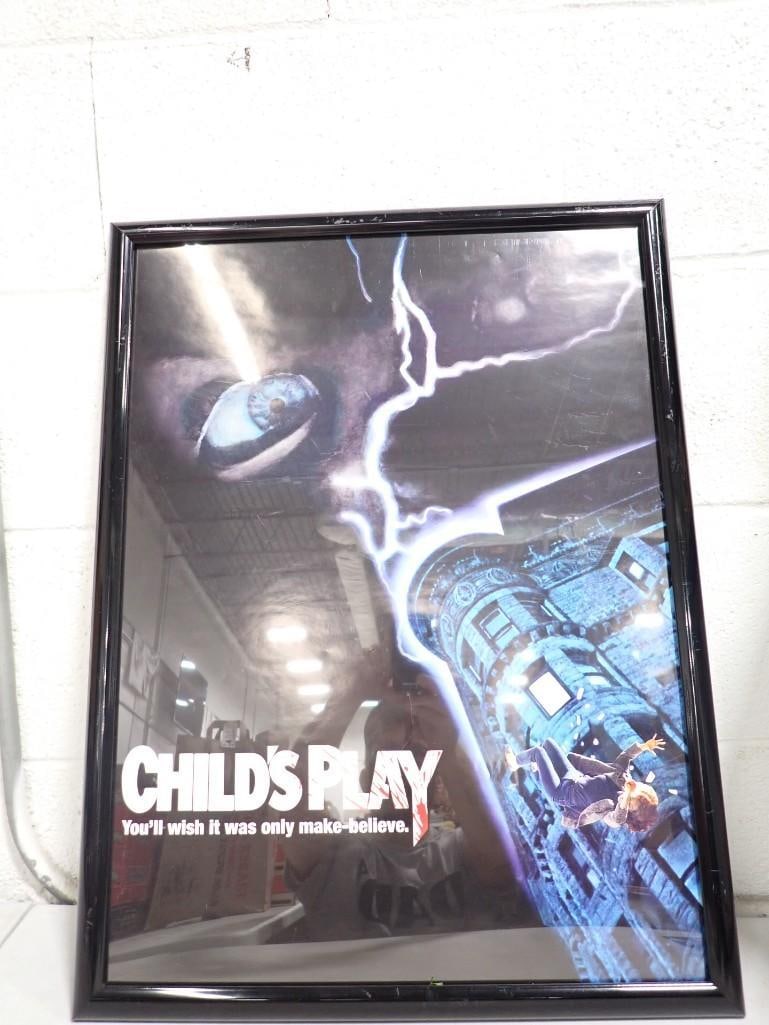 CHILD'S PLAY
You'll wish it was only make-believe.